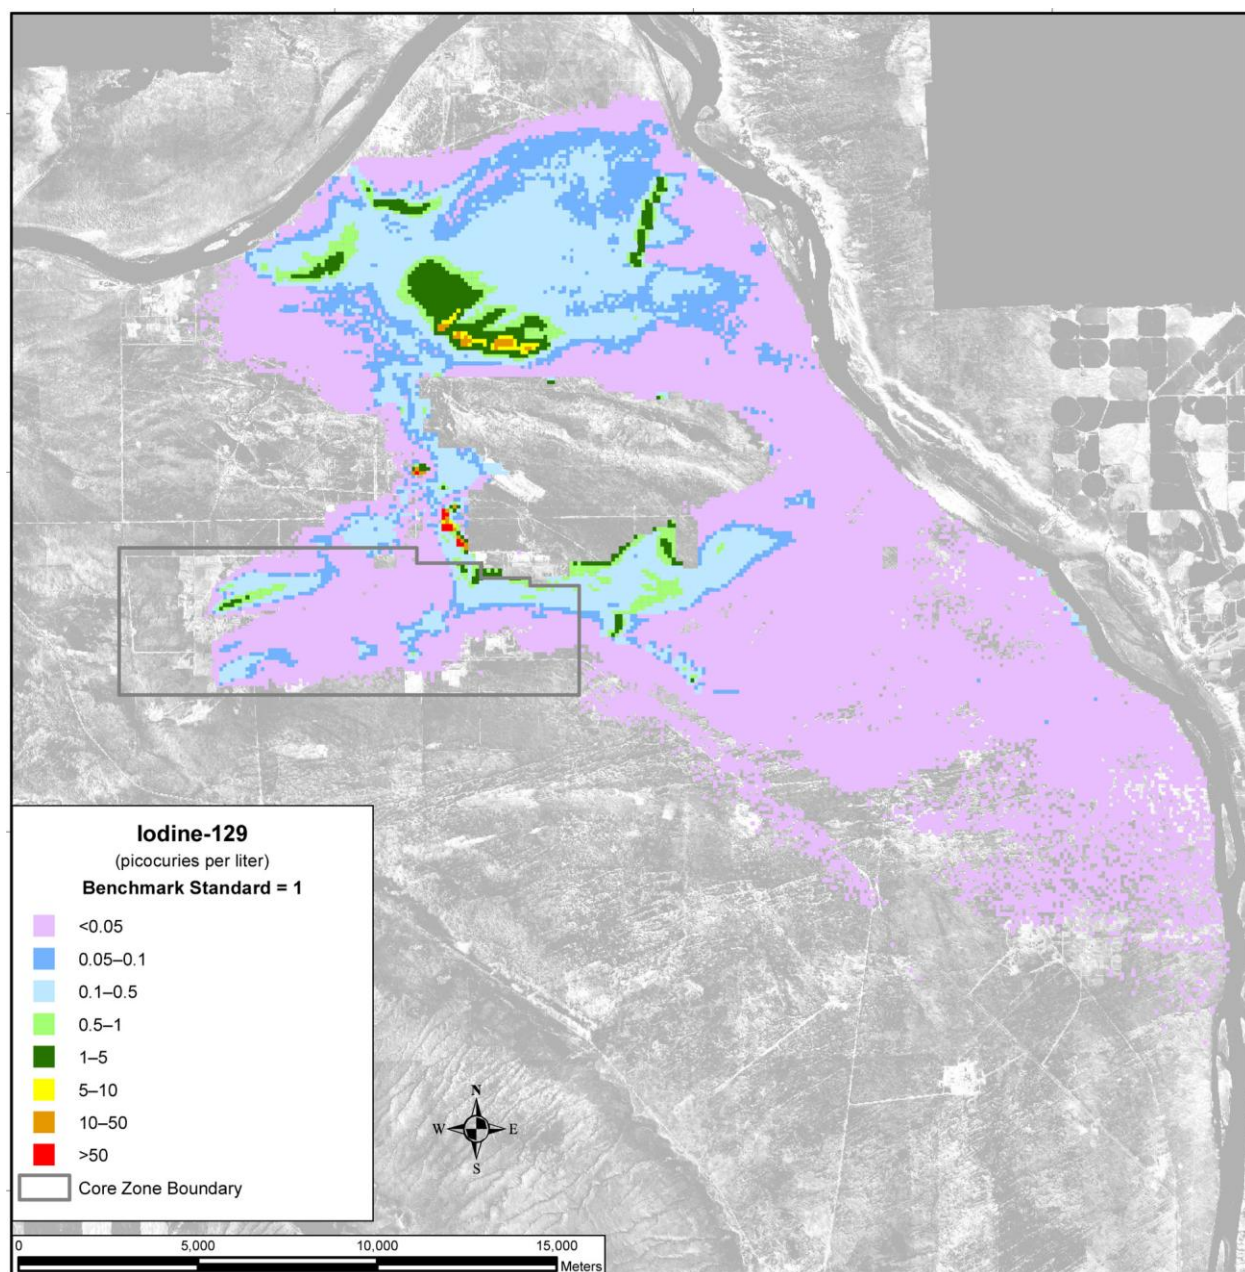 Iodine-129
(picocuries per liter)
Benchmark Standard = 1
<0.05
0.05–0.1
0.1–0.5
0.5–1
1–5
5–10
10–50
>50
Core Zone Boundary
N
W E
S
0 5,000 10,000 15,000
Meters